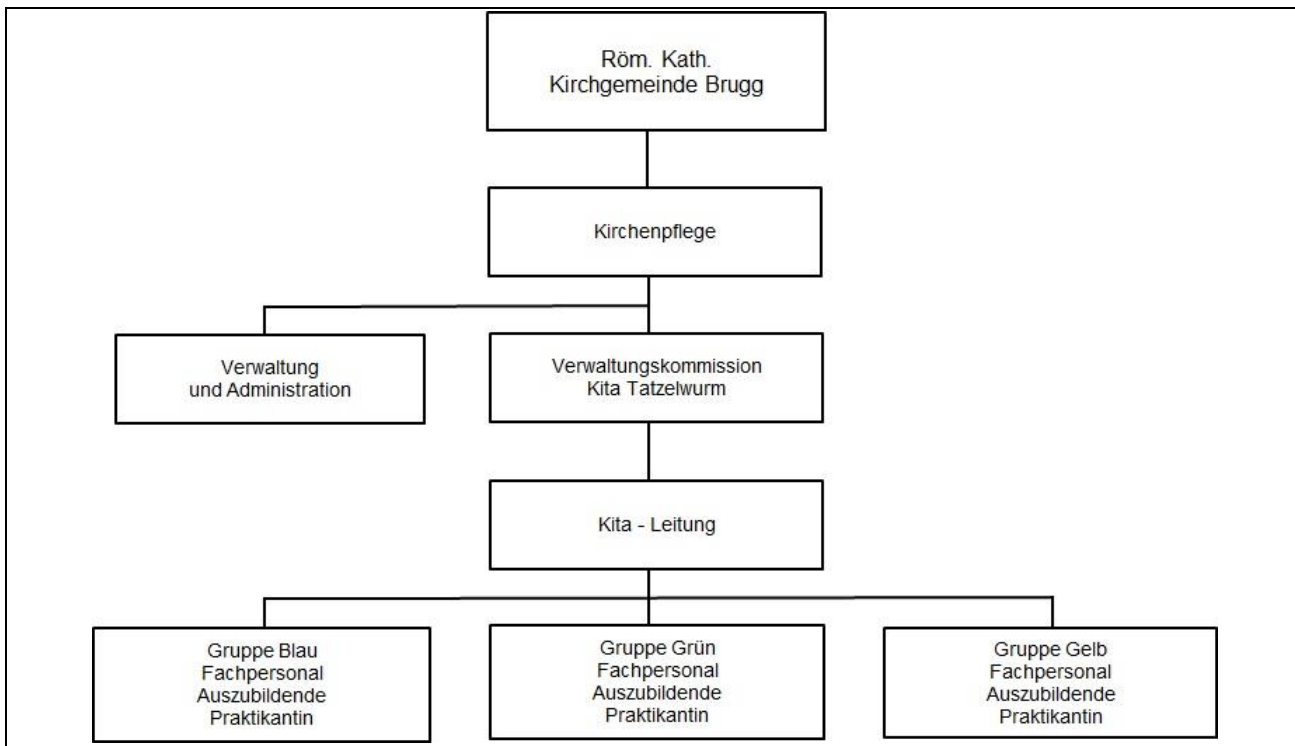 Röm. Kath.
Kirchgemeinde Brugg
Kirchenpflege
Verwaltung
und Administration
Verwaltungskommission
Kita Tatzelwurm
Kita - Leitung
Gruppe Blau
Fachpersonal
Auszubildende
Praktikantin
Gruppe Grün
Fachpersonal
Auszubildende
Praktikantin
Gruppe Gelb
Fachpersonal
Auszubildende
Praktikantin